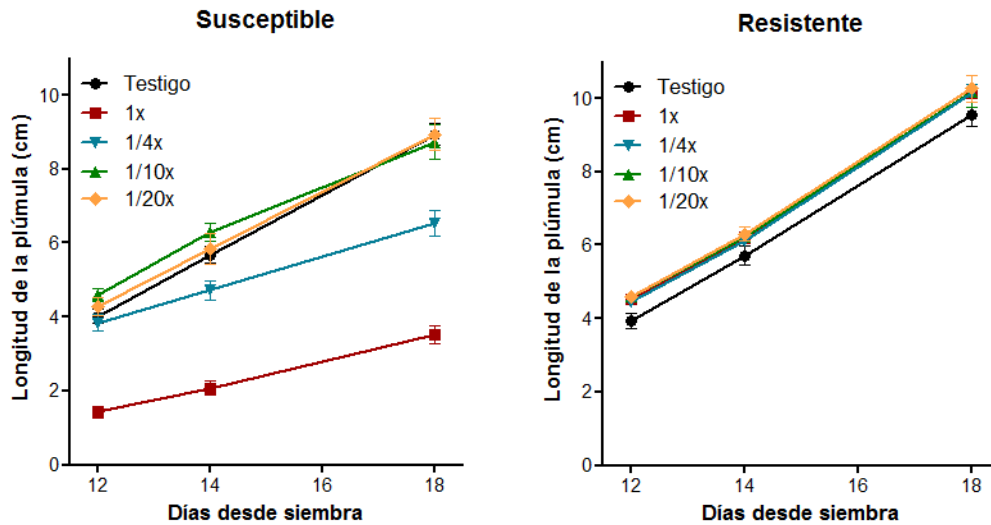 Susceptible
Longitud de la plúmula (cm)
10
8
6
4
2
0
Testigo
1x
1/4x
1/10x
1/20x
12
14
16
18
Días desde siembra
Resistente
Longitud de la plúmula (cm)
10
8
6
4
2
0
Testigo
1x
1/4x
1/10x
1/20x
12
14
16
18
Días desde siembra